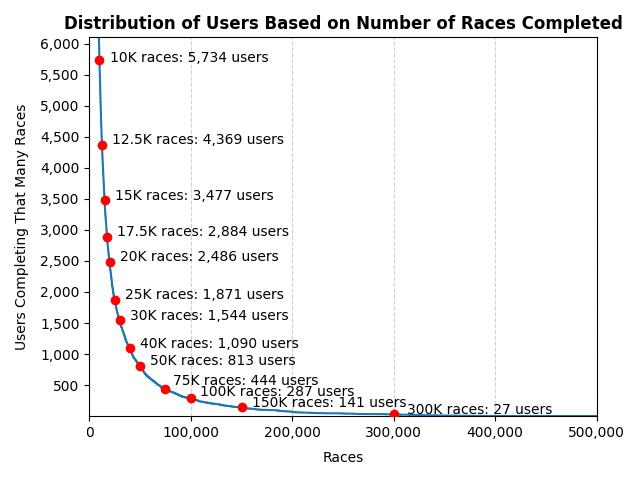 Distribution of Users Based on Number of Races Completed
Users Completing That Many Races
6,000
5,500
5,000
4,500
4,000
3,500
3,000
2,500
2,000
1,500
1,000
500
10K races: 5,734 users
12.5K races: 4,369 users
15K races: 3,477 users
17.5K races: 2,884 users
20K races: 2,486 users
25K races: 1,871 users
30K races: 1,544 users
40K races: 1,090 users
50K races: 813 users
75K races: 444 users
100K races: 287 users
150K races: 141 users
300K races: 27 users
0
100,000
200,000
300,000
400,000
500,000
Races